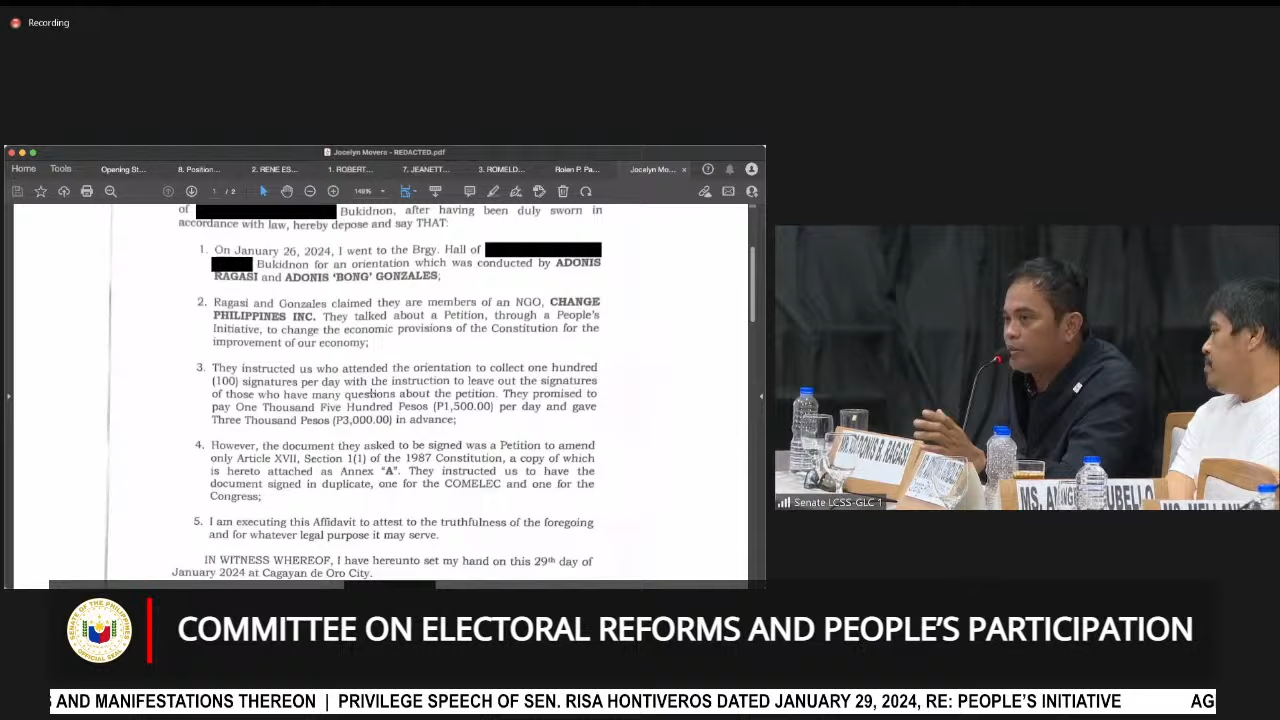 Recording
Jocelyn Movera - REDACTED.pdf
Home Tools Opening St... 8. Position... 2. RENE ES... 1. ROBERT... 7. JEANETT... 3. ROMELD... Rolen P. Pa... Jocelyn Mo... ×
1 / 2 148%
of Bukidnon, after having been duly sworn in
accordance with law, hereby depose and say THAT:
1. On January 26, 2024, I went to the Brgy. Hall of
Bukidnon for an orientation which was conducted by ADONIS
RAGASI and ADONIS 'BONG' GONZALES;
2. Ragasi and Gonzales claimed they are members of an NGO, CHANGE
PHILIPPINES INC. They talked about a Petition, through a People's
Initiative, to change the economic provisions of the Constitution for the
improvement of our economy;
3. They instructed us who attended the orientation to collect one hundred
(100) signatures per day with the instruction to leave out the signatures
of those who have many questions about the petition. They promised to
pay One Thousand Five Hundred Pesos (P1,500.00) per day and gave
Three Thousand Pesos (P3,000.00) in advance;
4. However, the document they asked to be signed was a Petition to amend
only Article XVII, Section 1(1) of the 1987 Constitution, a copy of which
is hereto attached as Annex "A". They instructed us to have the
document signed in duplicate, one for the COMELEC and one for the
Congress;
5. I am executing this Affidavit to attest to the truthfulness of the foregoing
and for whatever legal purpose it may serve.
IN WITNESS WHEREOF, I have hereunto set my hand on this 29th day of
January 2024 at Cagayan de Oro City.
RAGASI
MS. UBELLO
Senate LCSS-GLC 1
SENATE OF THE PHILIPPINES
OFFICIAL SEAL
COMMITTEE ON ELECTORAL REFORMS AND PEOPLE'S PARTICIPATION
AND MANIFESTATIONS THEREON | PRIVILEGE SPEECH OF SEN. RISA HONTIVEROS DATED JANUARY 29, 2024, RE: PEOPLE'S INITIATIVE AG